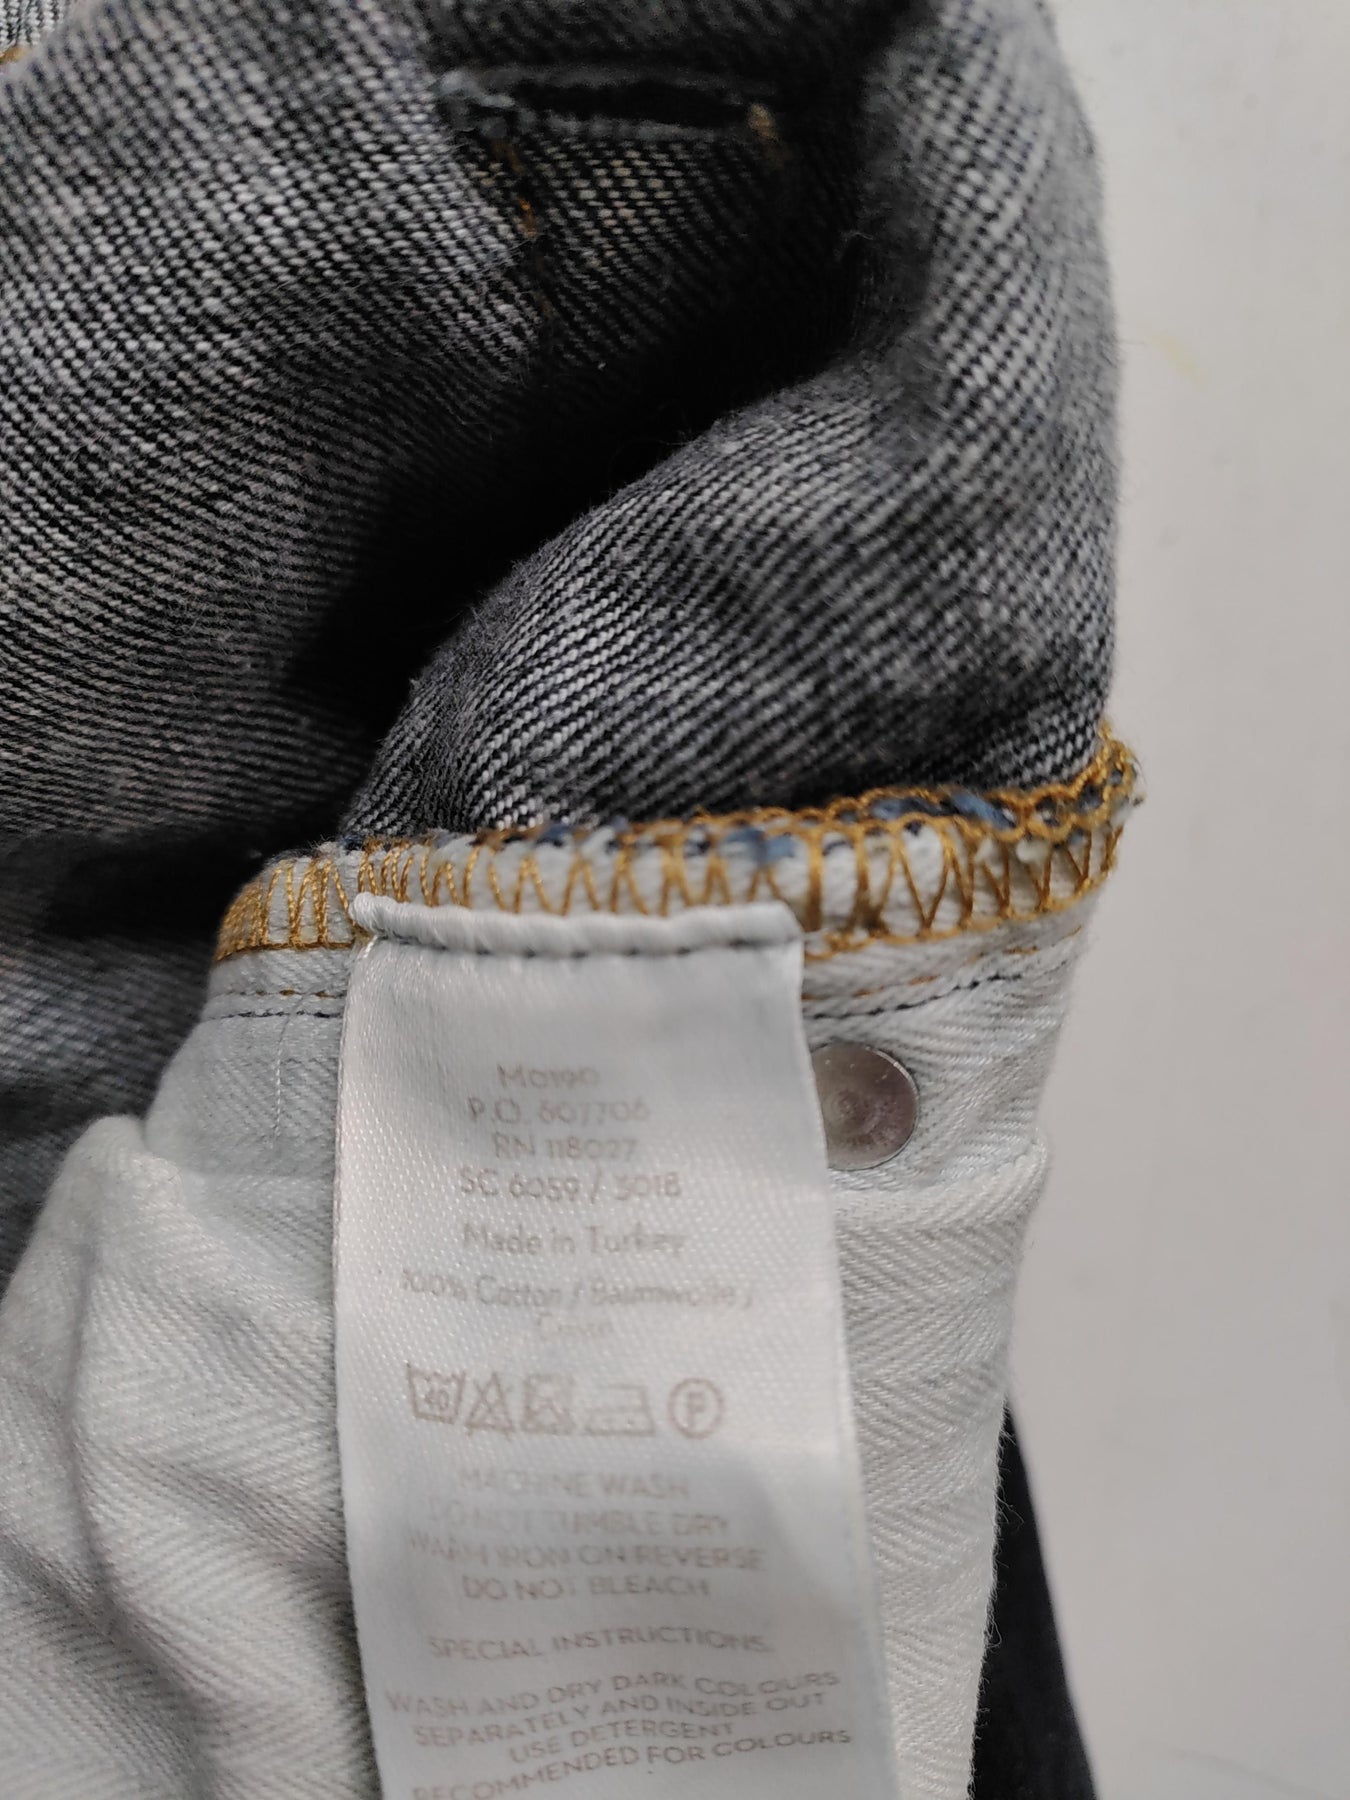 M0190
P.O. 607706
RN 118027
SC 6059 / 3018
Made in Turkey
100% Cotton / Baumwolle /
40
P
MACHINE WASH
DO NOT TUMBLE DRY
WARM IRON ON REVERSE
DO NOT BLEACH
SPECIAL INSTRUCTIONS:
WASH AND DRY DARK COLOURS
SEPARATELY AND INSIDE OUT
USE DETERGENT
RECOMMENDED FOR COLOURS